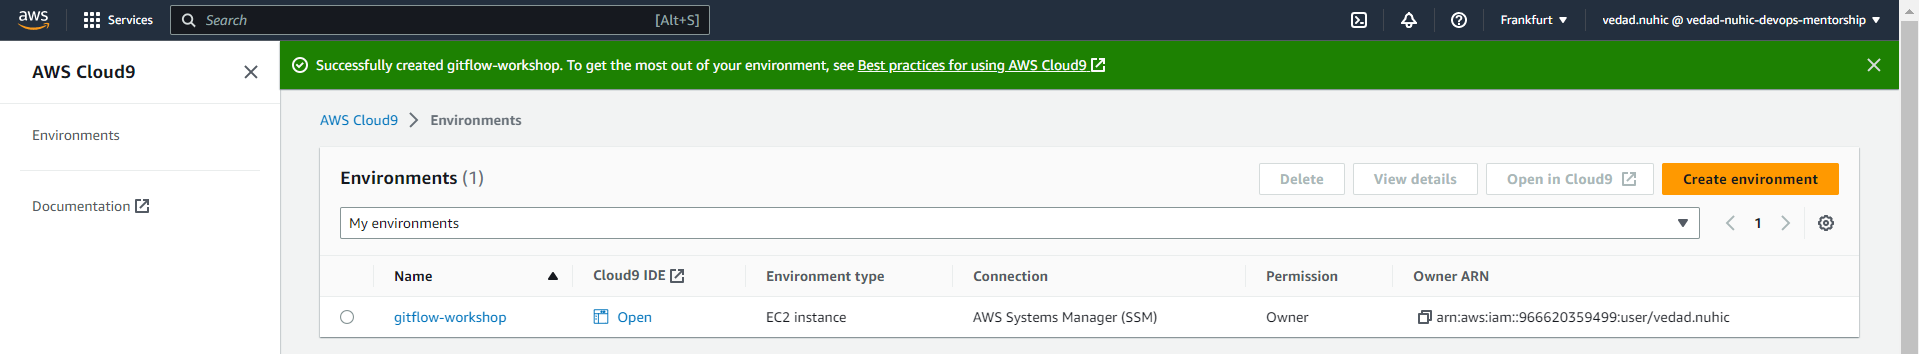 aws Services Search [Alt+S] Frankfurt vedad.nuhic @ vedad-nuhic-devops-mentorship
AWS Cloud9
Successfully created gitflow-workshop. To get the most out of your environment, see Best practices for using AWS Cloud9
Environments
Documentation
AWS Cloud9 Environments
Environments (1) Delete View details Open in Cloud9 Create environment
My environments 1
Name Cloud9 IDE Environment type Connection Permission Owner ARN
gitflow-workshop Open EC2 instance AWS Systems Manager (SSM) Owner arn:aws:iam::966620359499:user/vedad.nuhic